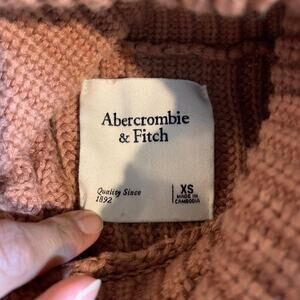 Abercrombie
& Fitch
Quality Since
1892
XS
MADE IN
CAMBODIA